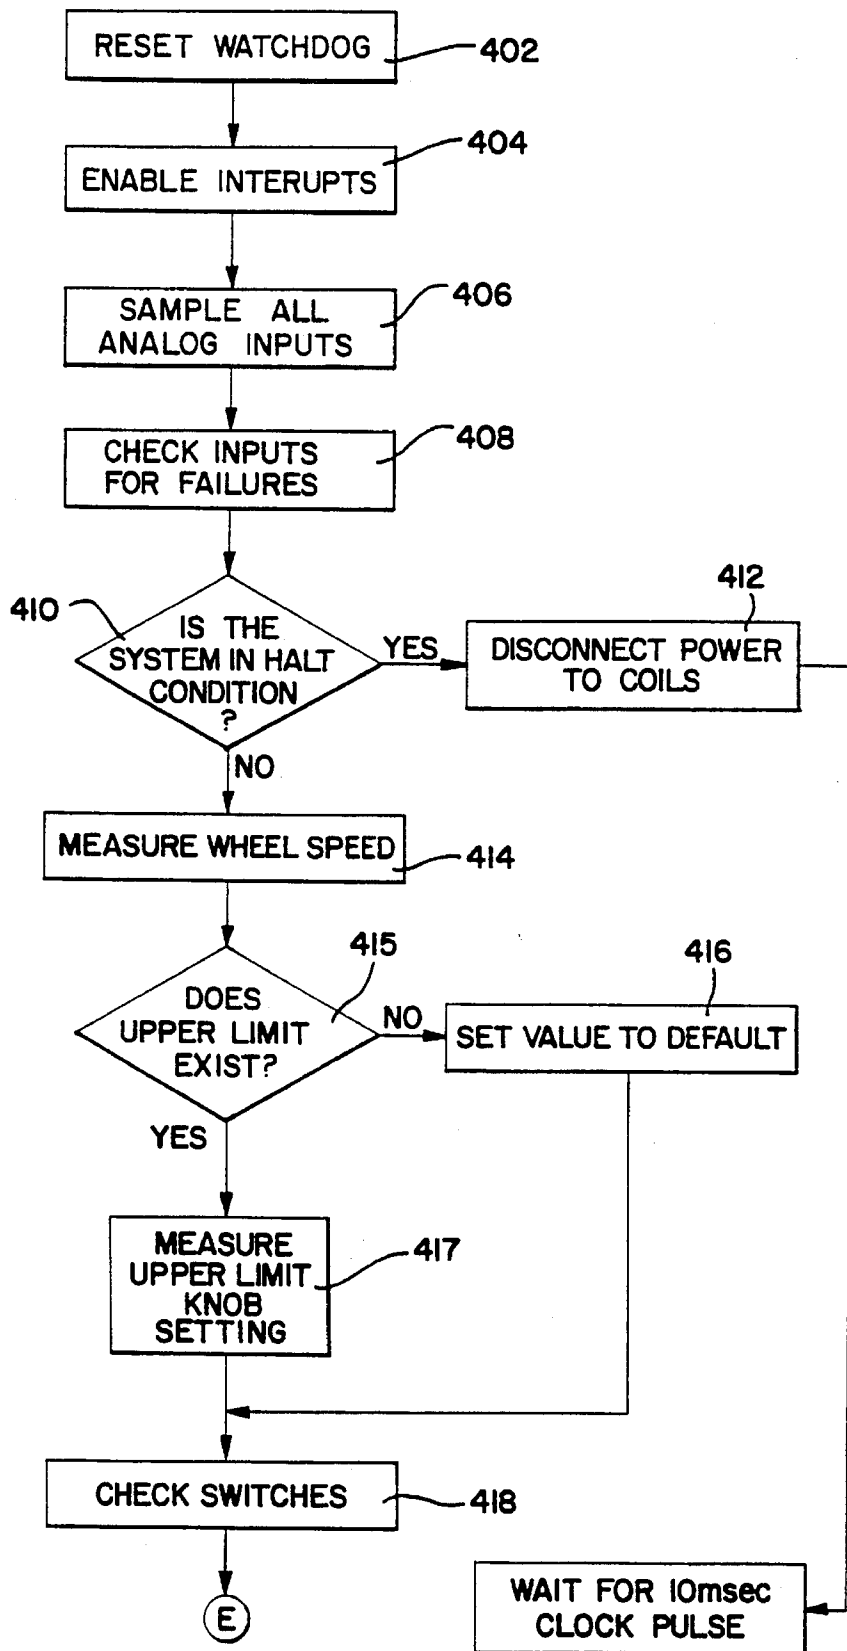 RESET WATCHDOG
402
ENABLE INTERUPTS
404
SAMPLE ALL
ANALOG INPUTS
406
CHECK INPUTS
FOR FAILURES
408
410
IS THE
SYSTEM IN HALT
CONDITION
?
YES
412
DISCONNECT POWER
TO COILS
NO
MEASURE WHEEL SPEED
414
415
DOES
UPPER LIMIT
EXIST?
NO
416
SET VALUE TO DEFAULT
YES
MEASURE
UPPER LIMIT
KNOB
SETTING
417
CHECK SWITCHES
418
E
WAIT FOR 10msec
CLOCK PULSE